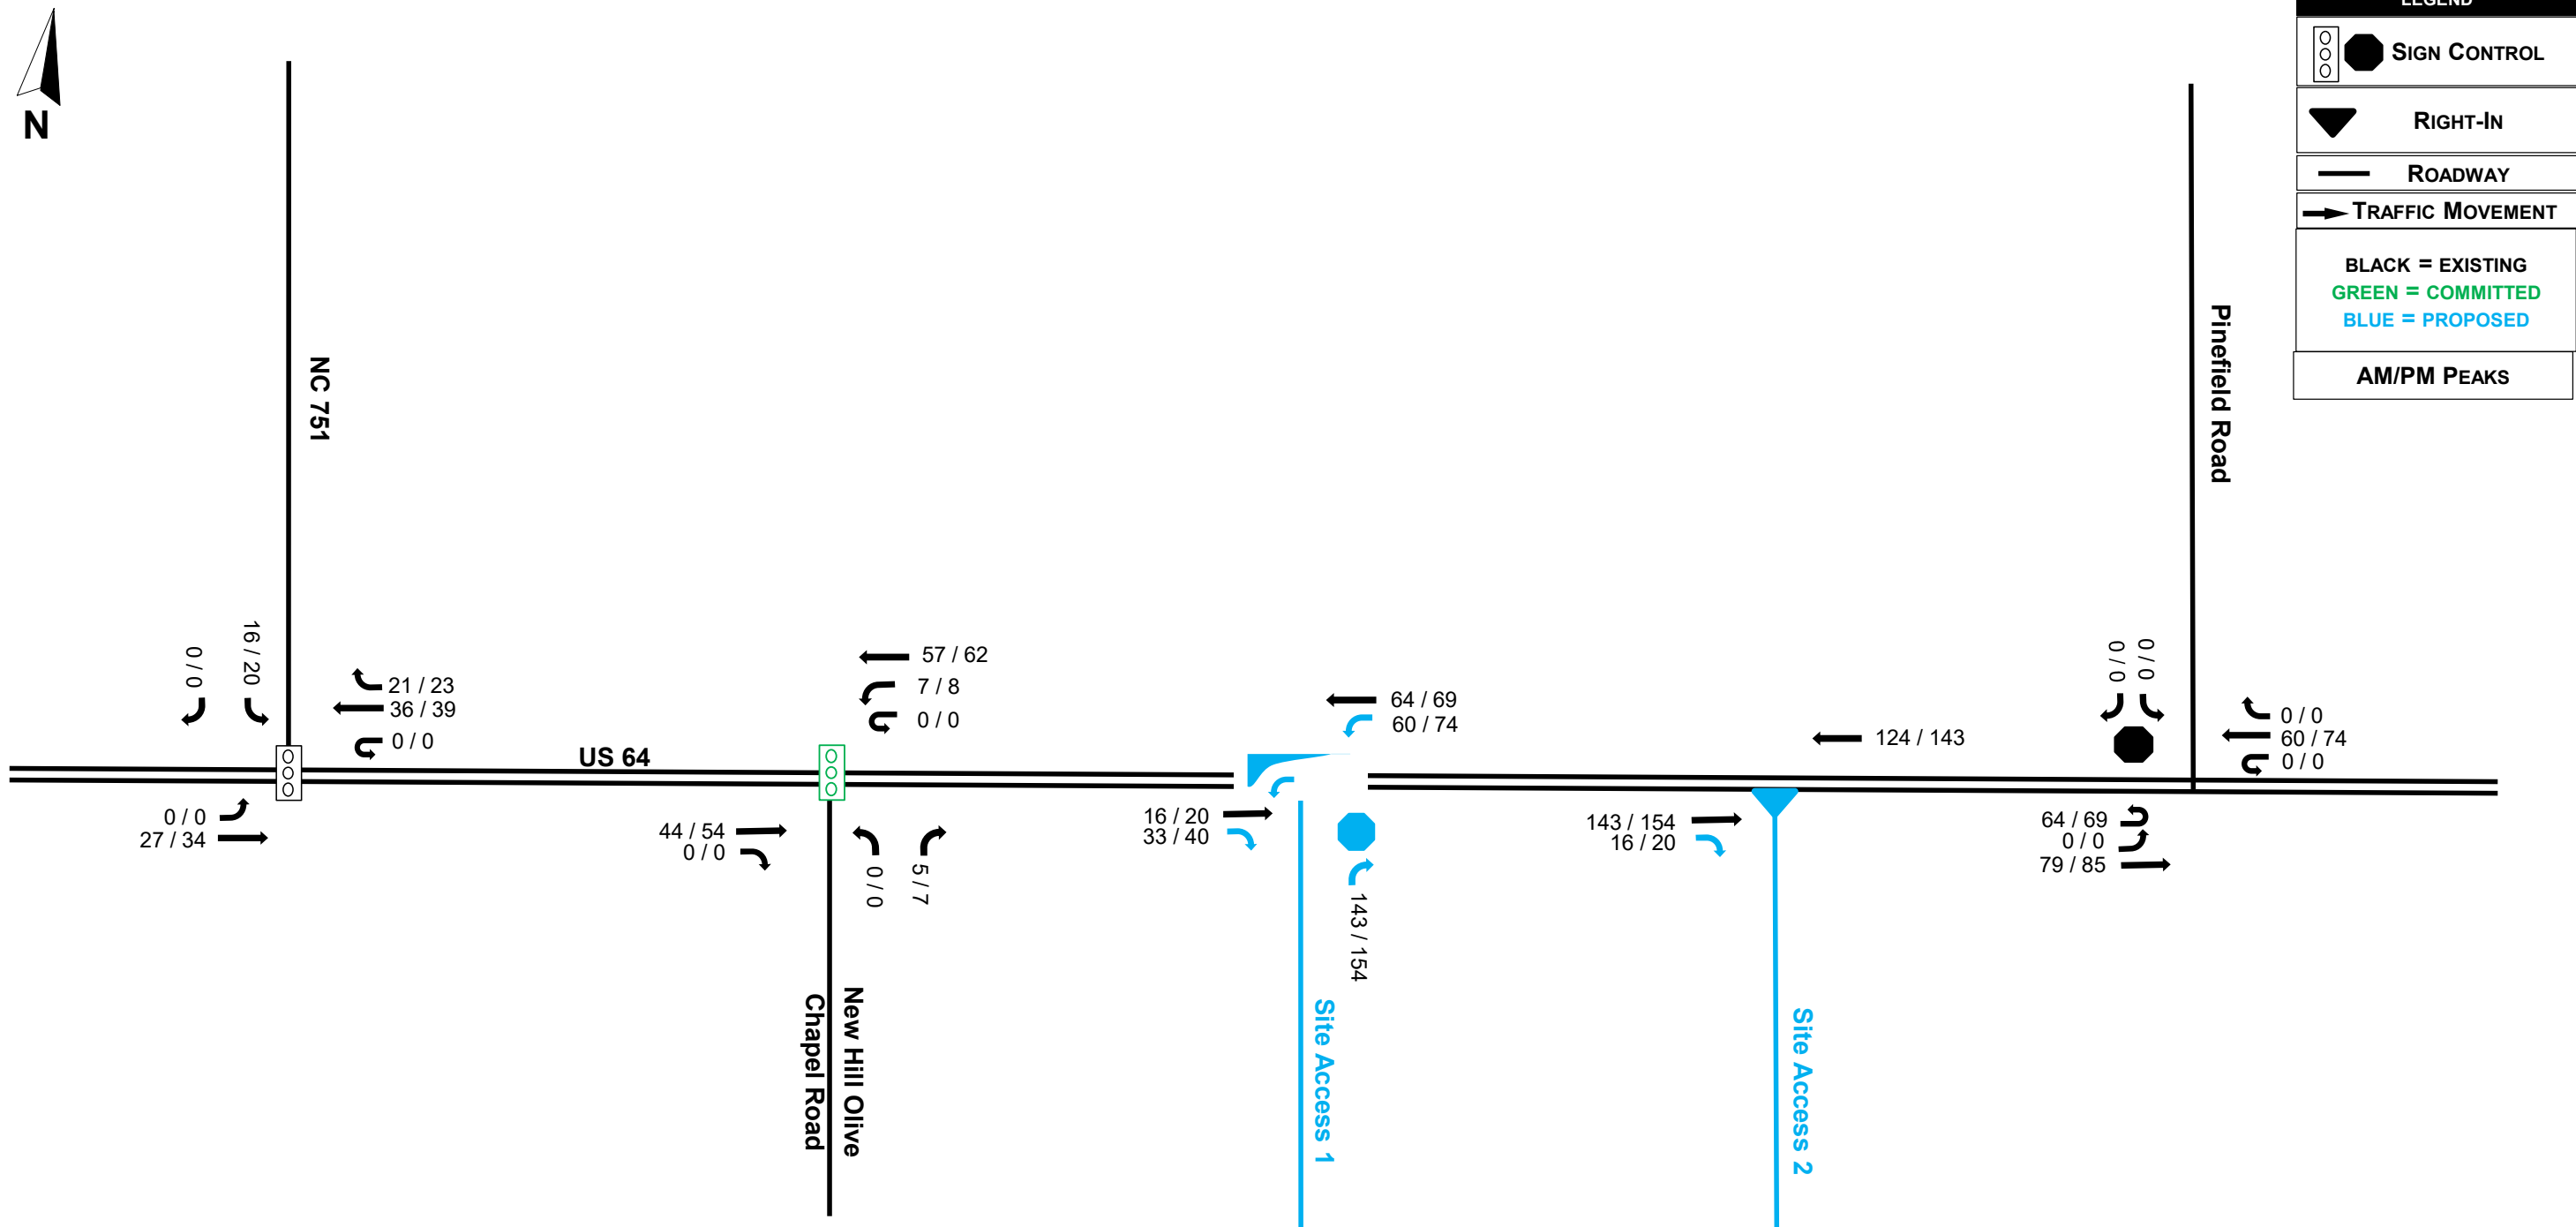 LEGEND
SIGN CONTROL
RIGHT-IN
ROADWAY
TRAFFIC MOVEMENT
BLACK = EXISTING
GREEN = COMMITTED
BLUE = PROPOSED
AM/PM PEAKS
N
NC 751
Pinefield Road
0 / 0
16 / 20
21 / 23
36 / 39
0 / 0
US 64
0 / 0
27 / 34
57 / 62
7 / 8
0 / 0
44 / 54
0 / 0
0 / 0
5 / 7
New Hill Olive
Chapel Road
64 / 69
60 / 74
16 / 20
33 / 40
143 / 154
Site Access 1
124 / 143
143 / 154
16 / 20
Site Access 2
0 / 0
0 / 0
0 / 0
60 / 74
0 / 0
64 / 69
0 / 0
79 / 85